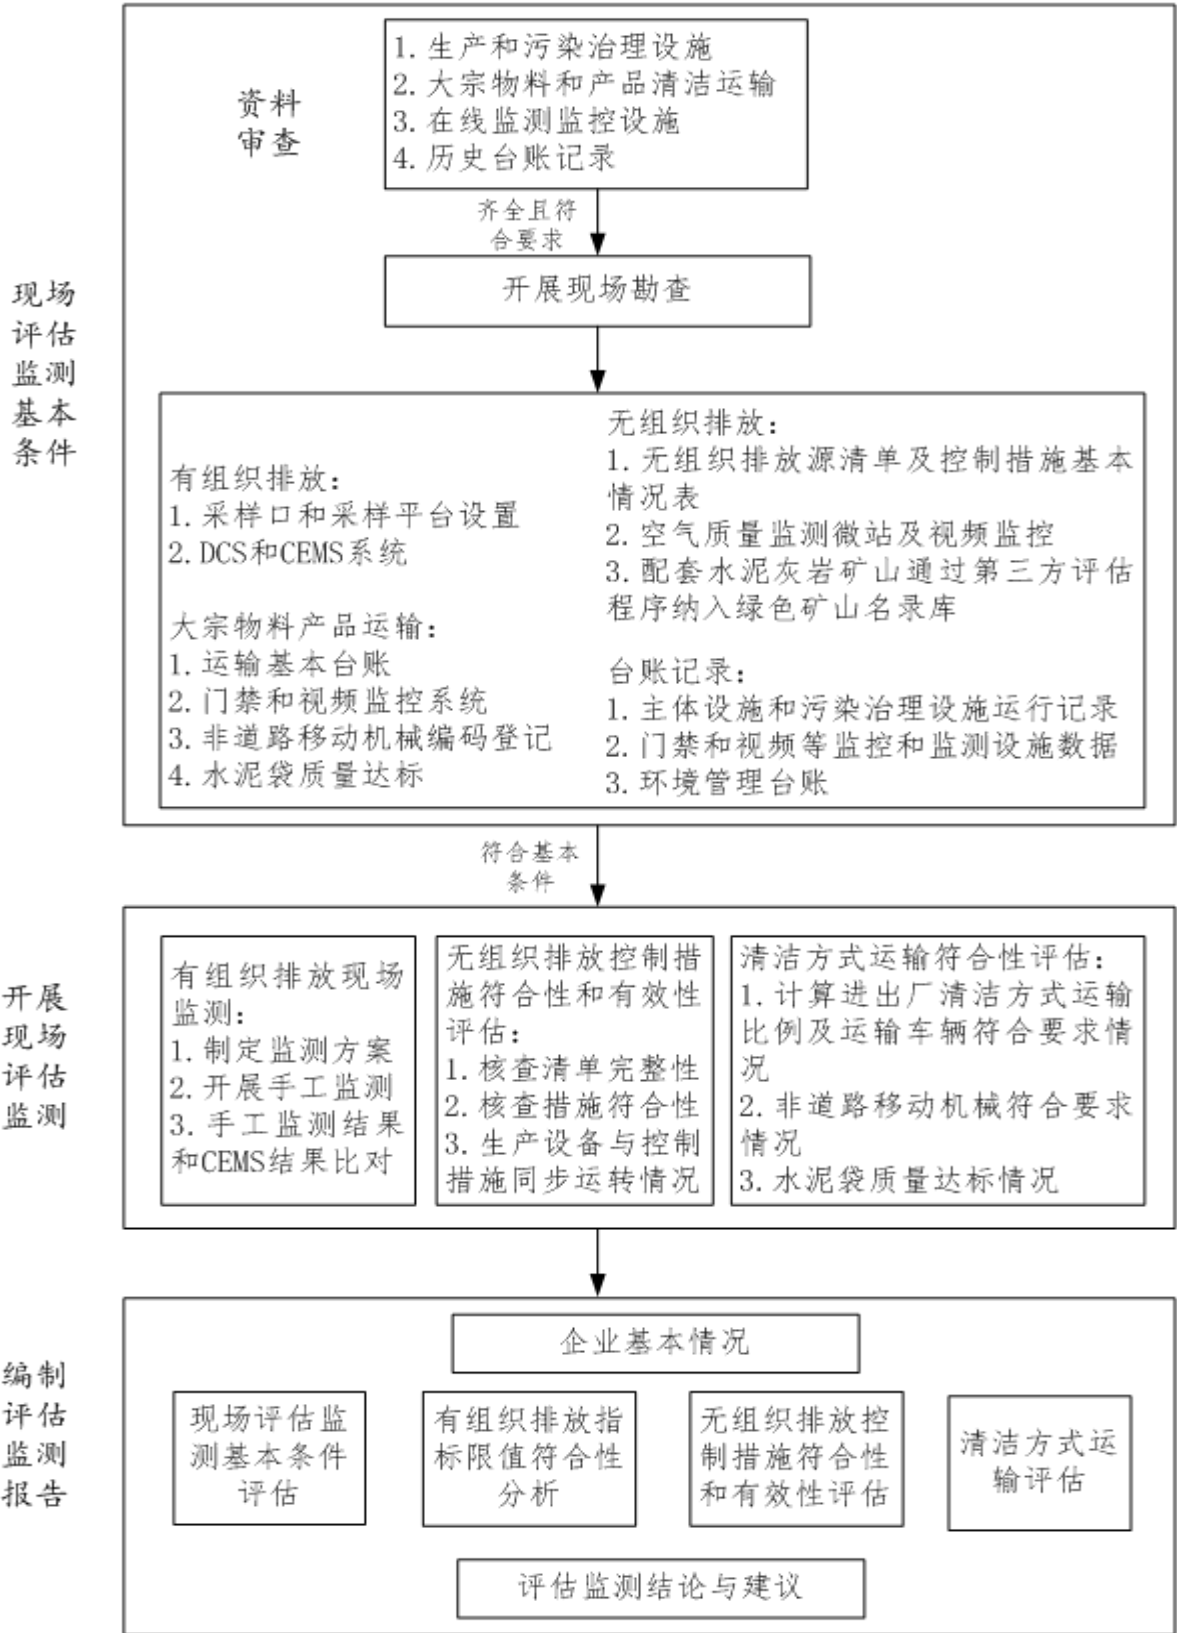 资料
审查
1. 生产和污染治理设施
2. 大宗物料和产品清洁运输
3. 在线监测监控设施
4. 历史台账记录
齐全且符
合要求
开展现场勘查
现场
评估
监测
基本
条件
有组织排放：
1. 采样口和采样平台设置
2. DCS和CEMS系统
大宗物料产品运输：
1. 运输基本台账
2. 门禁和视频监控系统
3. 非道路移动机械编码登记
4. 水泥袋质量达标
无组织排放：
1. 无组织排放源清单及控制措施基本
情况表
2. 空气质量监测微站及视频监控
3. 配套水泥灰岩矿山通过第三方评估
程序纳入绿色矿山名录库
台账记录：
1. 主体设施和污染治理设施运行记录
2. 门禁和视频等监控和监测设施数据
3. 环境管理台账
符合基本
条件
开展
现场
评估
监测
有组织排放现场
监测：
1. 制定监测方案
2. 开展手工监测
3. 手工监测结果
和CEMS结果比对
无组织排放控制措
施符合性和有效性
评估：
1. 核查清单完整性
2. 核查措施符合性
3. 生产设备与控制
措施同步运转情况
清洁方式运输符合性评估：
1. 计算进出厂清洁方式运输
比例及运输车辆符合要求情
况
2. 非道路移动机械符合要求
情况
3. 水泥袋质量达标情况
编制
评估
监测
报告
企业基本情况
现场评估监
测基本条件
评估
有组织排放指
标限值符合性
分析
无组织排放控
制措施符合性
和有效性评估
清洁方式运
输评估
评估监测结论与建议